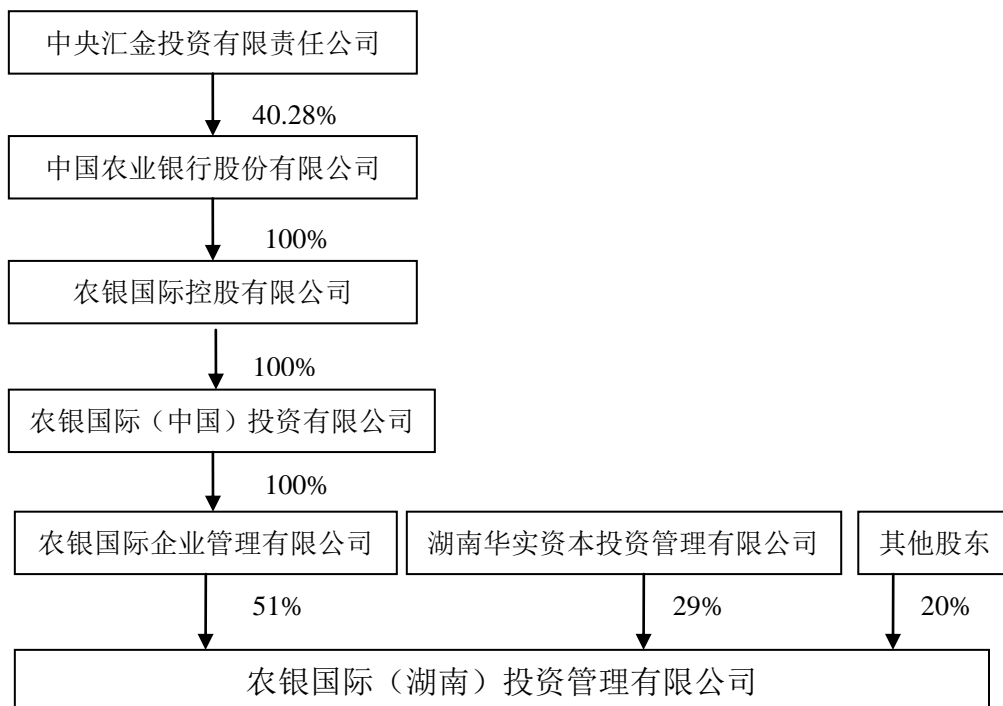 中央汇金投资有限责任公司
40.28%
中国农业银行股份有限公司
100%
农银国际控股有限公司
100%
农银国际（中国）投资有限公司
100%
农银国际企业管理有限公司
湖南华实资本投资管理有限公司
其他股东
51%
29%
20%
农银国际（湖南）投资管理有限公司